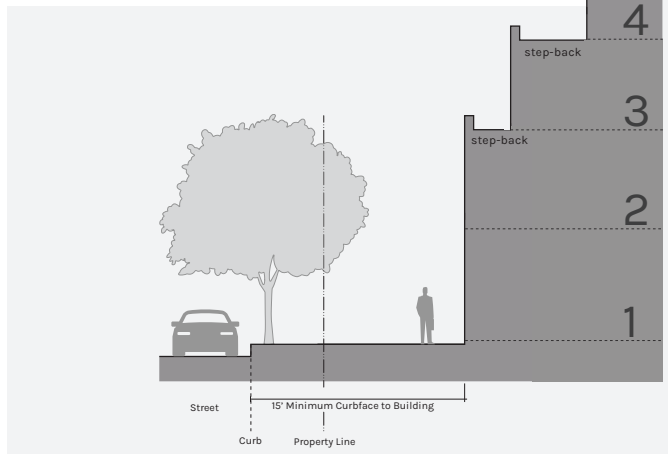 4
step-back
3
step-back
2
1
15' Minimum Curbface to Building
Street
Curb
Property Line